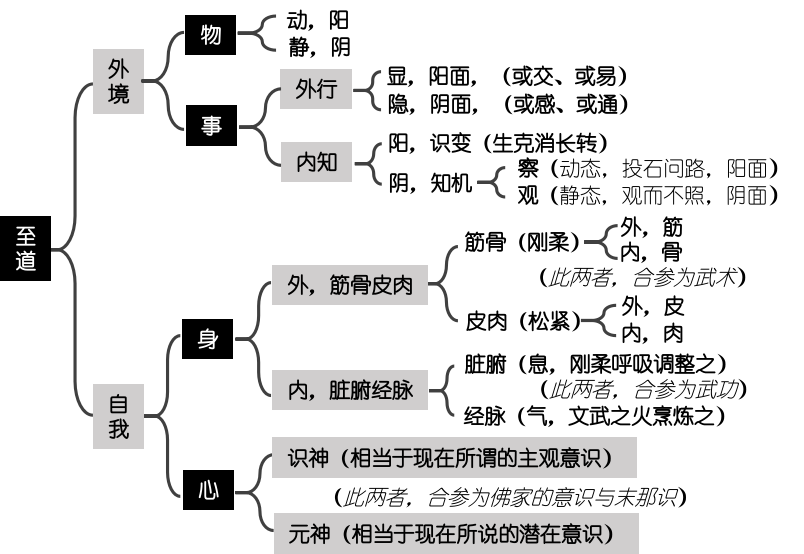 至道
外境
物
动，阳
静，阴
事
外行
显，阳面，（或交、或易）
隐，阴面，（或感、或通）
内知
阳，识变（生克消长转）
阴，知机
察（动态，投石问路，阳面）
观（静态，观而不照，阴面）
自我
身
外，筋骨皮肉
筋骨（刚柔）
外，筋
内，骨
（此两者，合参为武术）
皮肉（松紧）
外，皮
内，肉
内，脏腑经脉
脏腑（息，刚柔呼吸调整之）
（此两者，合参为武功）
经脉（气，文武之火烹炼之）
心
识神（相当于现在所谓的主观意识）
（此两者，合参为佛家的意识与末那识）
元神（相当于现在所说的潜在意识）